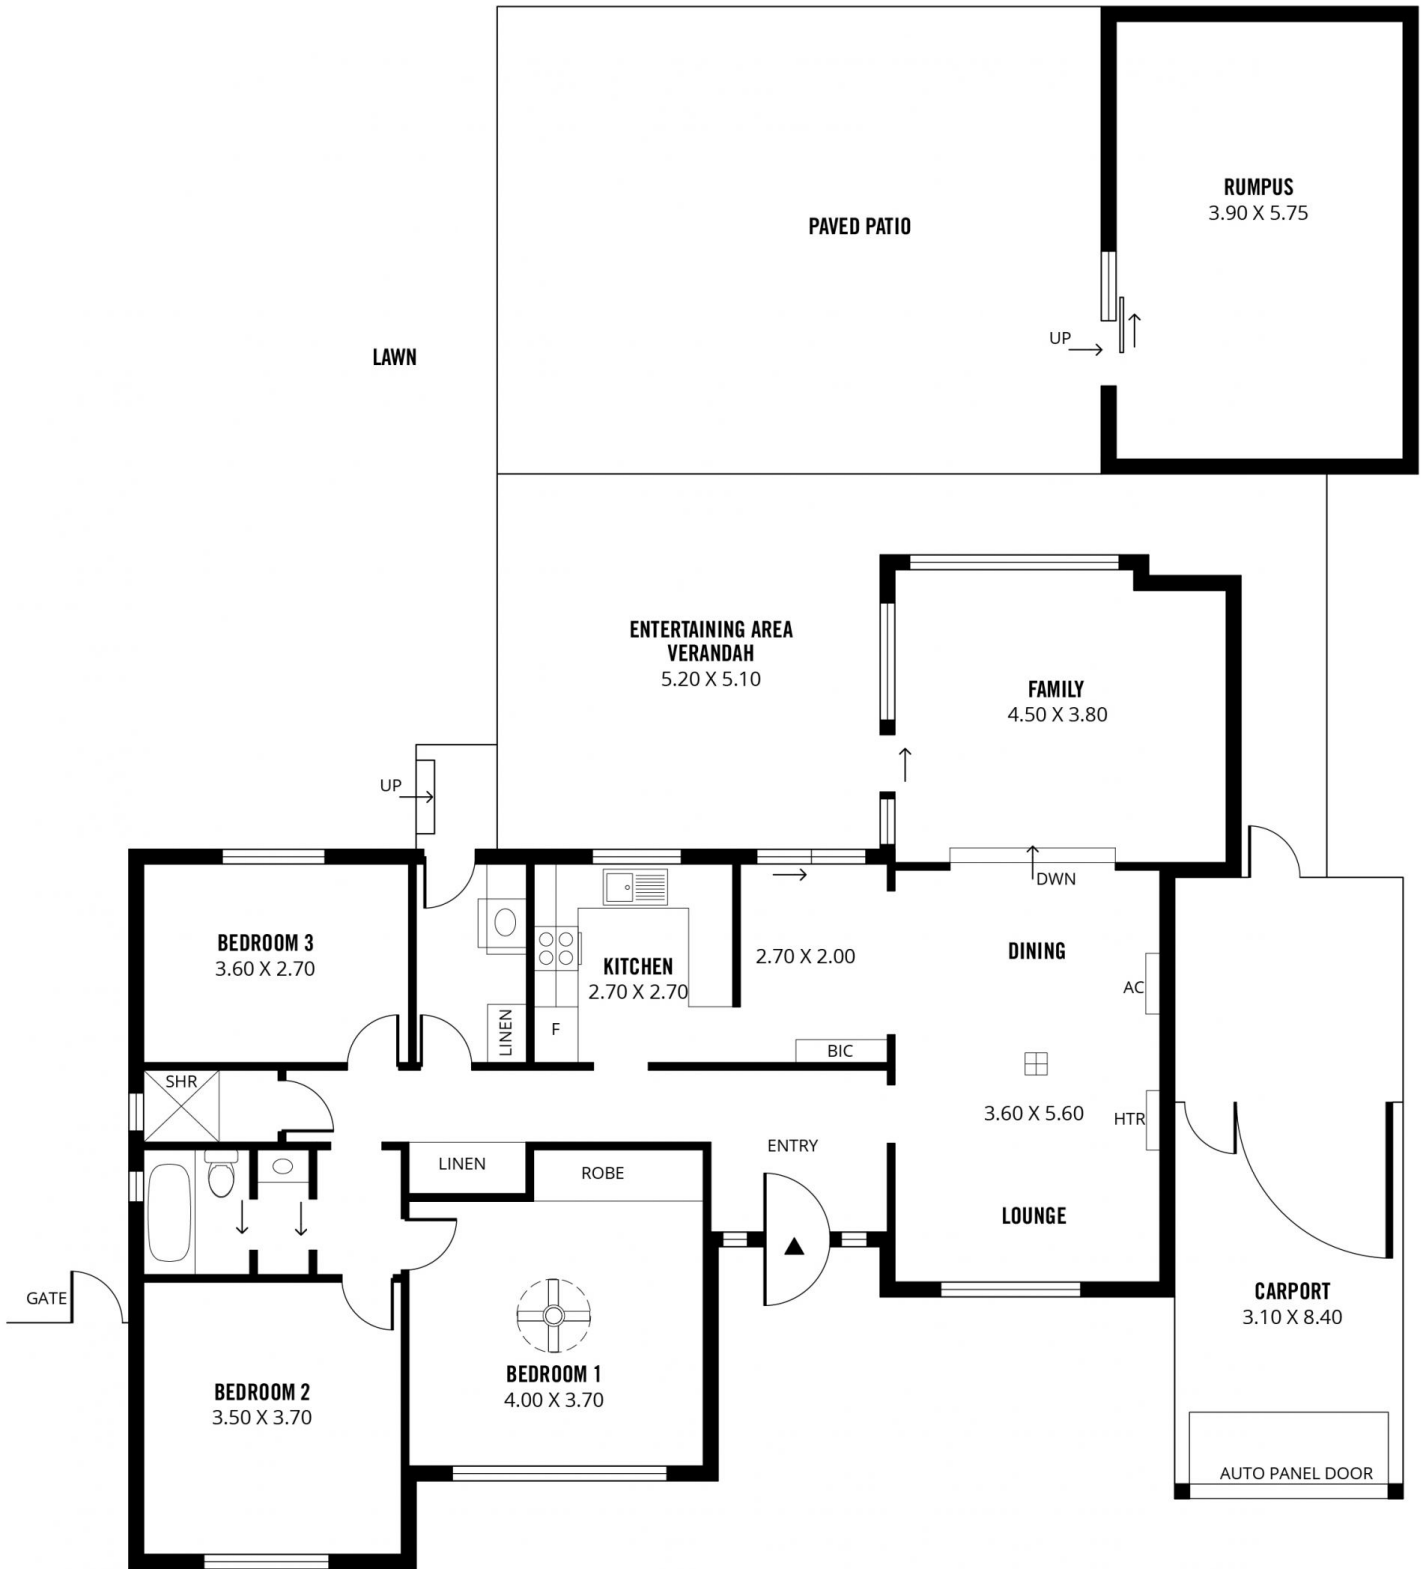 RUMPUS
3.90 X 5.75
PAVED PATIO
UP
LAWN
ENTERTAINING AREA
VERANDAH
5.20 X 5.10
FAMILY
4.50 X 3.80
UP
DWN
BEDROOM 3
3.60 X 2.70
KITCHEN
2.70 X 2.70
2.70 X 2.00
DINING
AC
LINEN
F
BIC
SHR
3.60 X 5.60
HTR
ENTRY
LINEN
ROBE
LOUNGE
GATE
CARPORT
3.10 X 8.40
BEDROOM 1
4.00 X 3.70
BEDROOM 2
3.50 X 3.70
AUTO PANEL DOOR